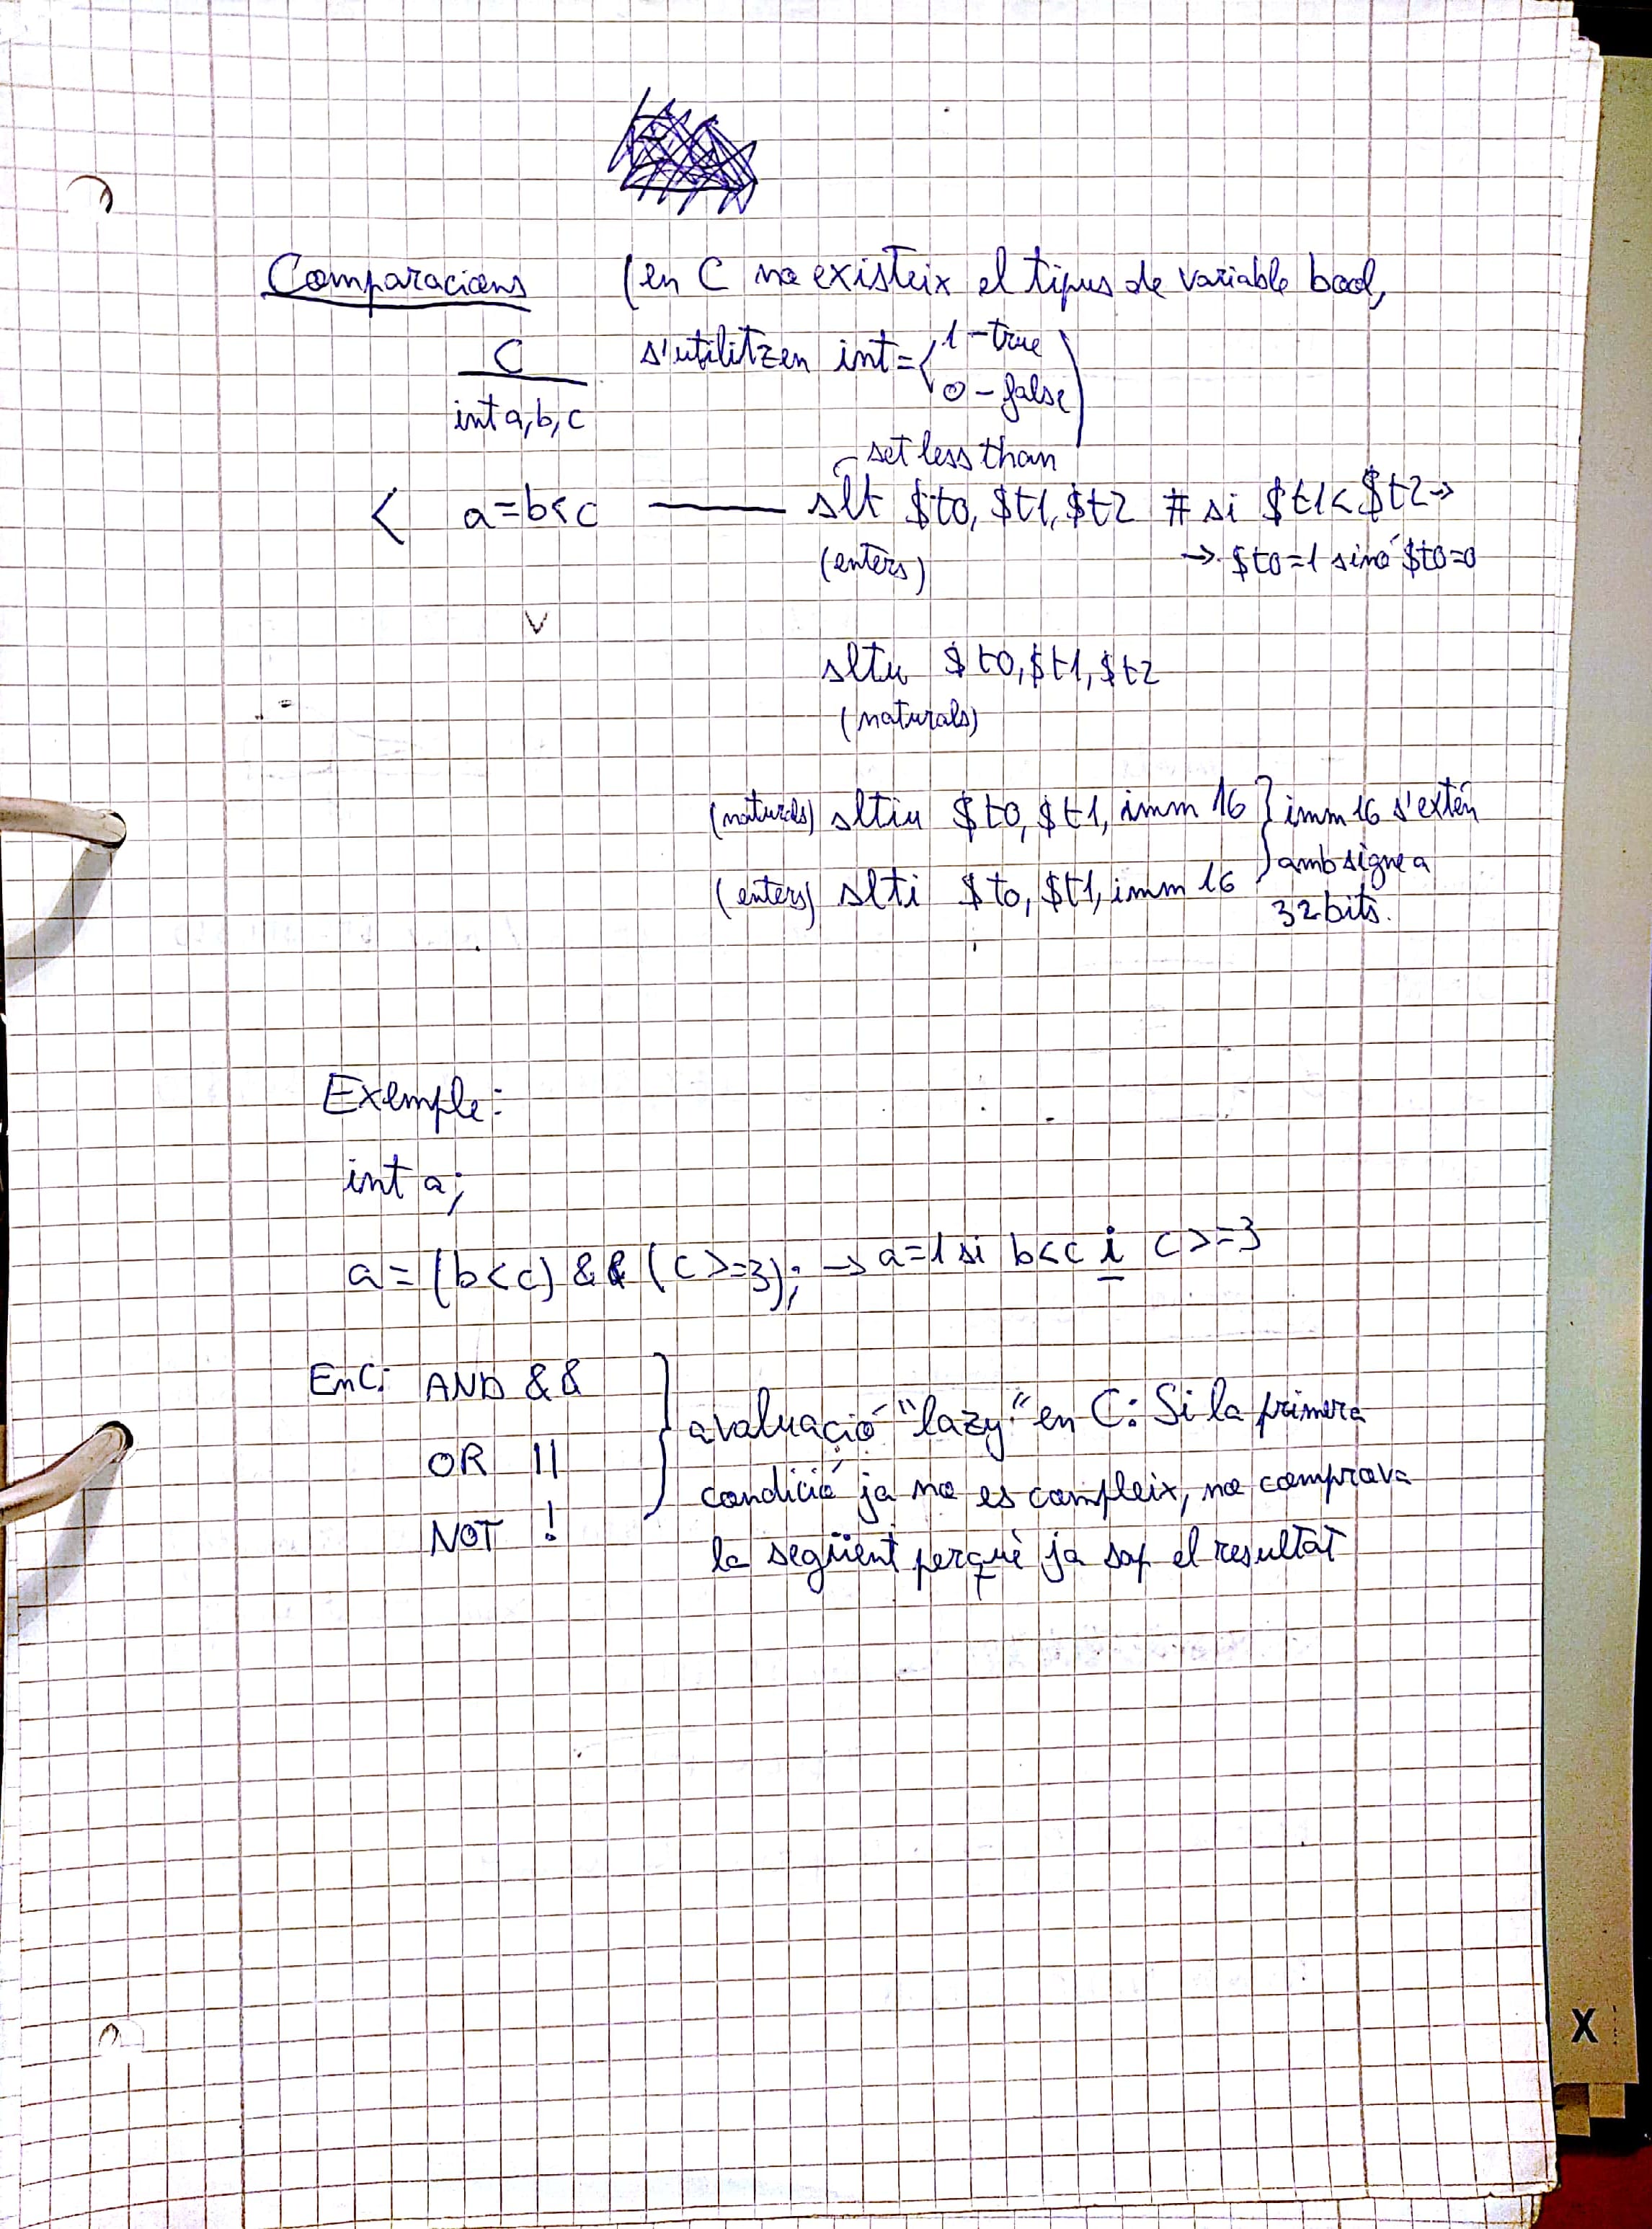 Comparacions (en C no existeix el tipus de variable bool,
C s'utilitzen int = { 1 - true
0 - false )
int a, b, c
set less than
< a=b<c —— slt $t0, $t1, $t2 # si $t1 < $t2 →
(enters) → $t0=1 sinó $t0=0
sltu $t0, $t1, $t2
(naturals)
(naturals) sltiu $t0, $t1, imm 16 } imm 16 s'extén
amb signe a
(enters) slti $t0, $t1, imm 16
32 bits.
Exemple:
int a;
a = (b<c) && (c>=3); → a=1 si b<c i c>=3
En C: AND &&
avaluació "lazy" en C: Si la primera
OR ||
condició ja no es compleix, no comprova
NOT !
la següent perquè ja sap el resultat
X